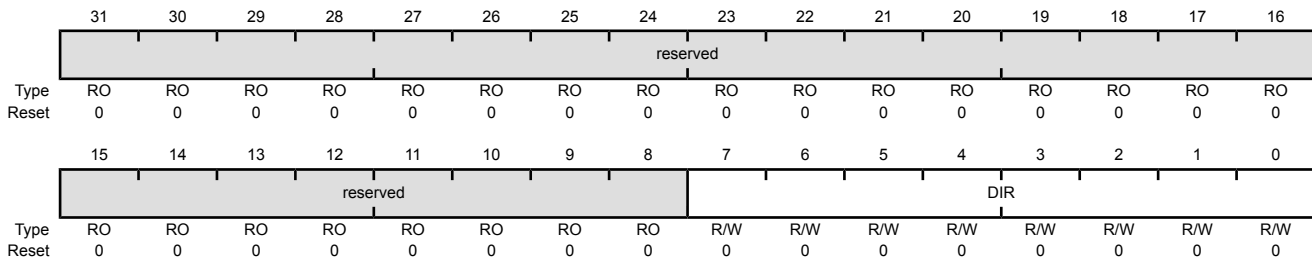 31 30 29 28 27 26 25 24 23 22 21 20 19 18 17 16
reserved
Type RO RO RO RO RO RO RO RO RO RO RO RO RO RO RO RO
Reset 0 0 0 0 0 0 0 0 0 0 0 0 0 0 0 0
15 14 13 12 11 10 9 8 7 6 5 4 3 2 1 0
reserved DIR
Type RO RO RO RO RO RO RO RO R/W R/W R/W R/W R/W R/W R/W R/W
Reset 0 0 0 0 0 0 0 0 0 0 0 0 0 0 0 0